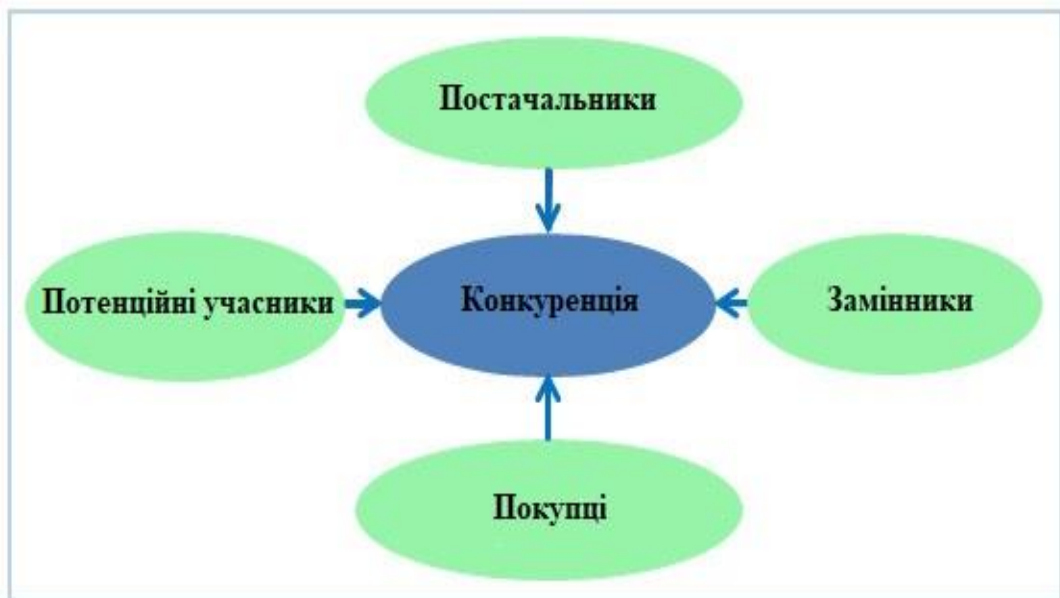 Постачальники
Потенційні учасники
Конкуренція
Замінники
Покупці